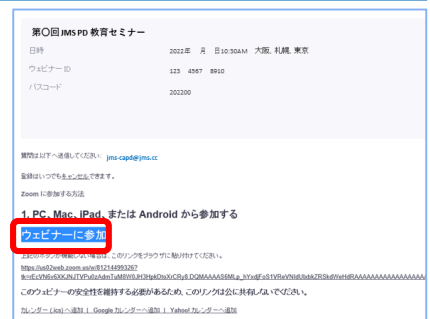 第〇回 JMS PD 教育セミナー
日時 2022年 月 日10:30AM 大阪, 札幌, 東京
ウェビナー ID 123 4567 8910
パスコード 202200
質問は以下へ送信してください: jms-capd@jms.cc
登録はいつでもキャンセルできます。
Zoom に参加する方法
1. PC、Mac、iPad、または Android から参加する
ウェビナーに参加
上記のボタンが機能しない場合は、このリンクをブラウザに貼り付けてください。
https://us02web.zoom.us/w/81214499326?
このウェビナーの安全性を維持する必要があるため、このリンクは公に共有しないでください。
カレンダー (.ics) へ追加 | Google カレンダーへ追加 | Yahoo! カレンダーへ追加